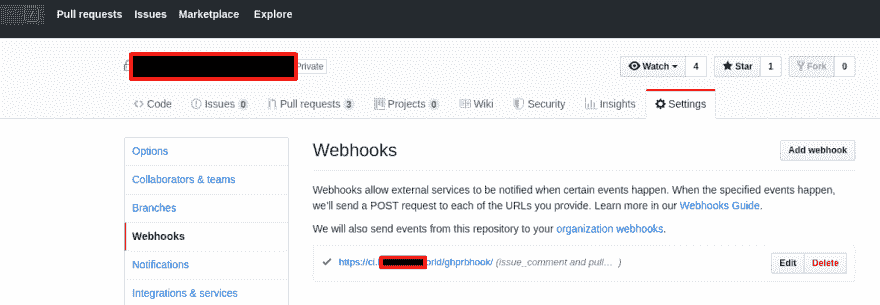 Pull requests Issues Marketplace Explore
Private
Watch 4 Star 1 Fork 0
Code Issues 0 Pull requests 3 Projects 0 Wiki Security Insights Settings
Options
Collaborators & teams
Branches
Webhooks
Notifications
Integrations & services
Webhooks
Add webhook
Webhooks allow external services to be notified when certain events happen. When the specified events happen,
we'll send a POST request to each of the URLs you provide. Learn more in our Webhooks Guide.
We will also send events from this repository to your organization webhooks.
https://ci. orld/ghprbhook/ (issue_comment and pull… )
Edit Delete